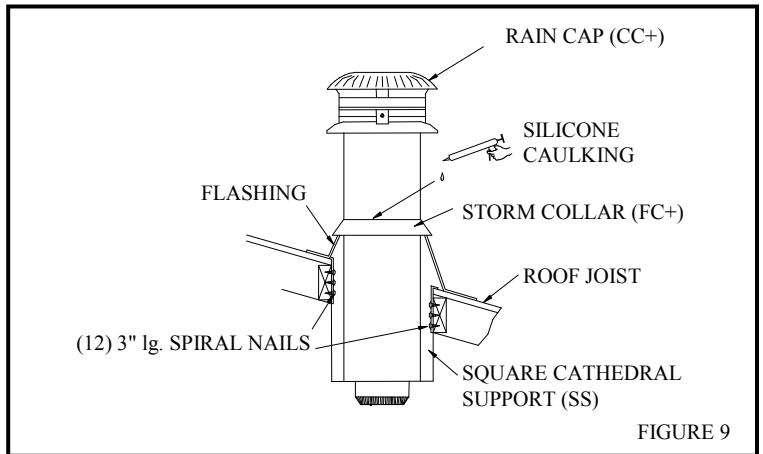 RAIN CAP (CC+)
SILICONE
CAULKING
FLASHING
STORM COLLAR (FC+)
ROOF JOIST
(12) 3" lg. SPIRAL NAILS
SQUARE CATHEDRAL
SUPPORT (SS)
FIGURE 9